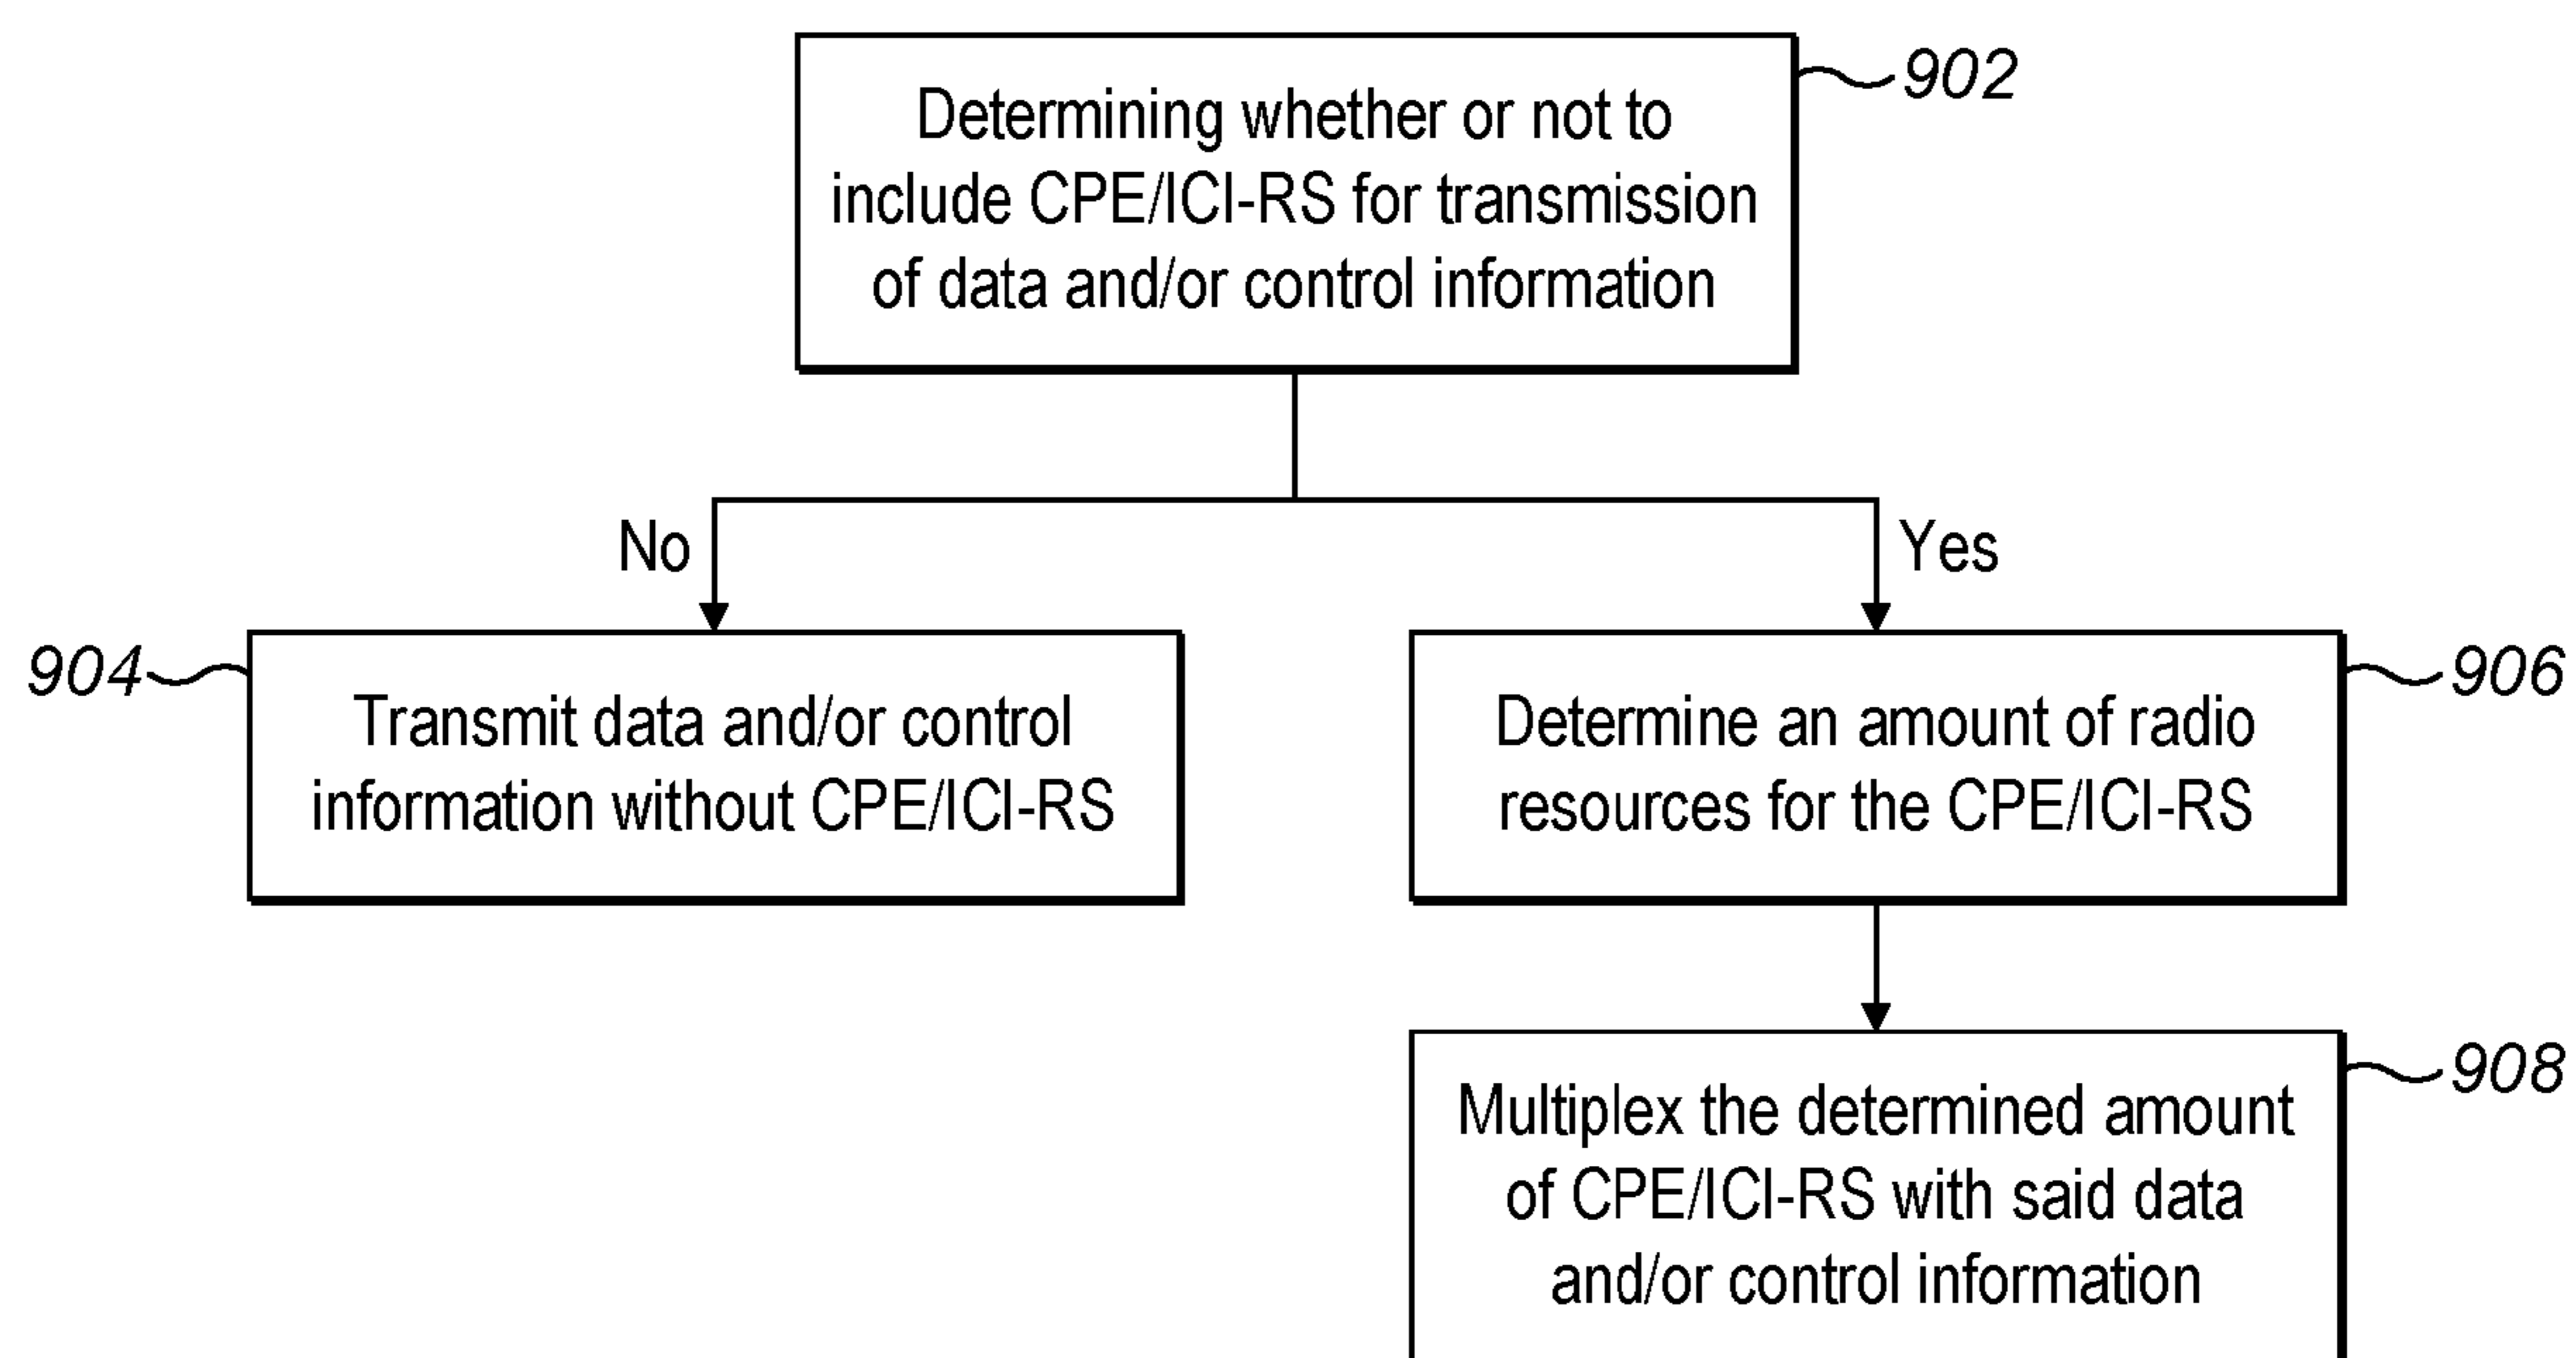 Determining whether or not to
include CPE/ICI-RS for transmission
of data and/or control information
902
No
Yes
904
Transmit data and/or control
information without CPE/ICI-RS
Determine an amount of radio
resources for the CPE/ICI-RS
906
Multiplex the determined amount
of CPE/ICI-RS with said data
and/or control information
908